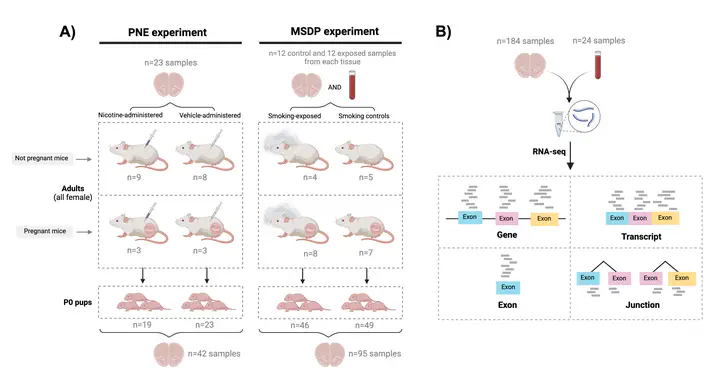 A)
PNE experiment
MSDP experiment
n=23 samples
n=12 control and 12 exposed samples
from each tissue
AND
Nicotine-administered
Vehicle-administered
Smoking-exposed
Smoking controls
Not pregnant mice
n=9
n=8
n=4
n=5
Adults
(all female)
Pregnant mice
n=3
n=3
n=8
n=7
P0 pups
n=19
n=23
n=46
n=49
n=42 samples
n=95 samples
B)
n=184 samples
n=24 samples
RNA-seq
Exon
Exon
Exon
Gene
Exon
Exon
Exon
Transcript
Exon
Exon
Exon
Exon
Exon
Exon
Junction